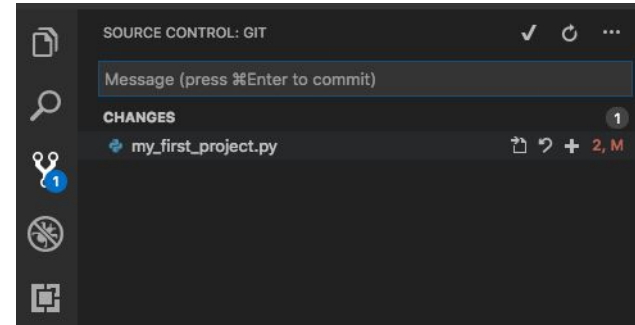 SOURCE CONTROL: GIT
Message (press ⌘Enter to commit)
CHANGES 1
my_first_project.py 2, M
1